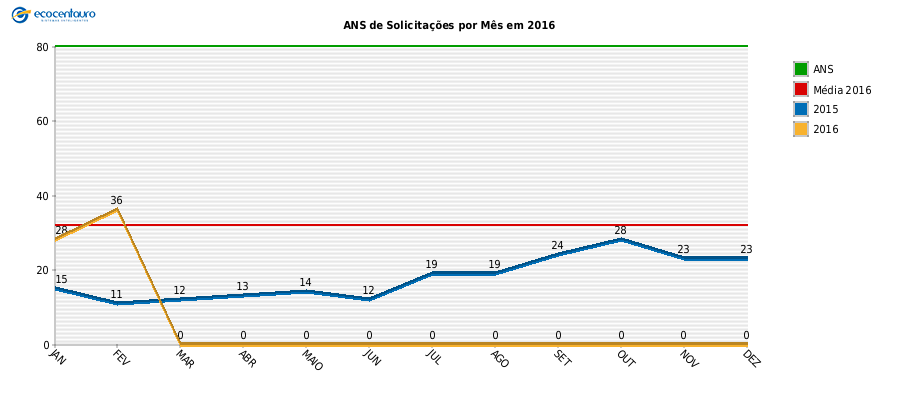 ecocentauro
ANS de Solicitações por Mês em 2016
80
60
40
20
0
28 36 0 0 0 0 0 0 0 0 0 0
15 11 12 13 14 12 19 19 24 28 23 23
JAN FEV MAR ABR MAIO JUN JUL AGO SET OUT NOV DEZ
ANS
Média 2016
2015
2016